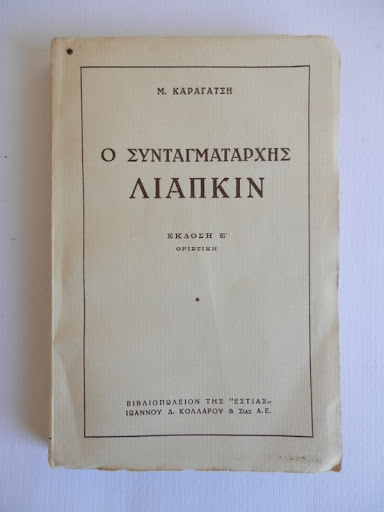 Μ. ΚΑΡΑΓΑΤΣΗ
Ο ΣΥΝΤΑΓΜΑΤΑΡΧΗΣ
ΛΙΑΠΚΙΝ
ΕΚΔΟΣΗ Ε'
ΟΡΙΣΤΙΚΗ
ΒΙΒΛΙΟΠΩΛΕΙΟΝ ΤΗΣ "ΕΣΤΙΑΣ„
ΙΩΑΝΝΟΥ Δ. ΚΟΛΛΑΡΟΥ & Σιας Α.Ε.